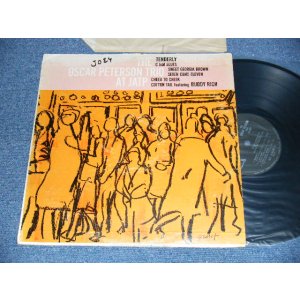 THE
OSCAR PETERSON TRIO
AT JATP
JO24
TENDERLY
C JAM BLUES
SWEET GEORGIA BROWN
SEVEN COME ELEVEN
CHEEK TO CHEEK
COTTON TAIL featuring BUDDY RICH